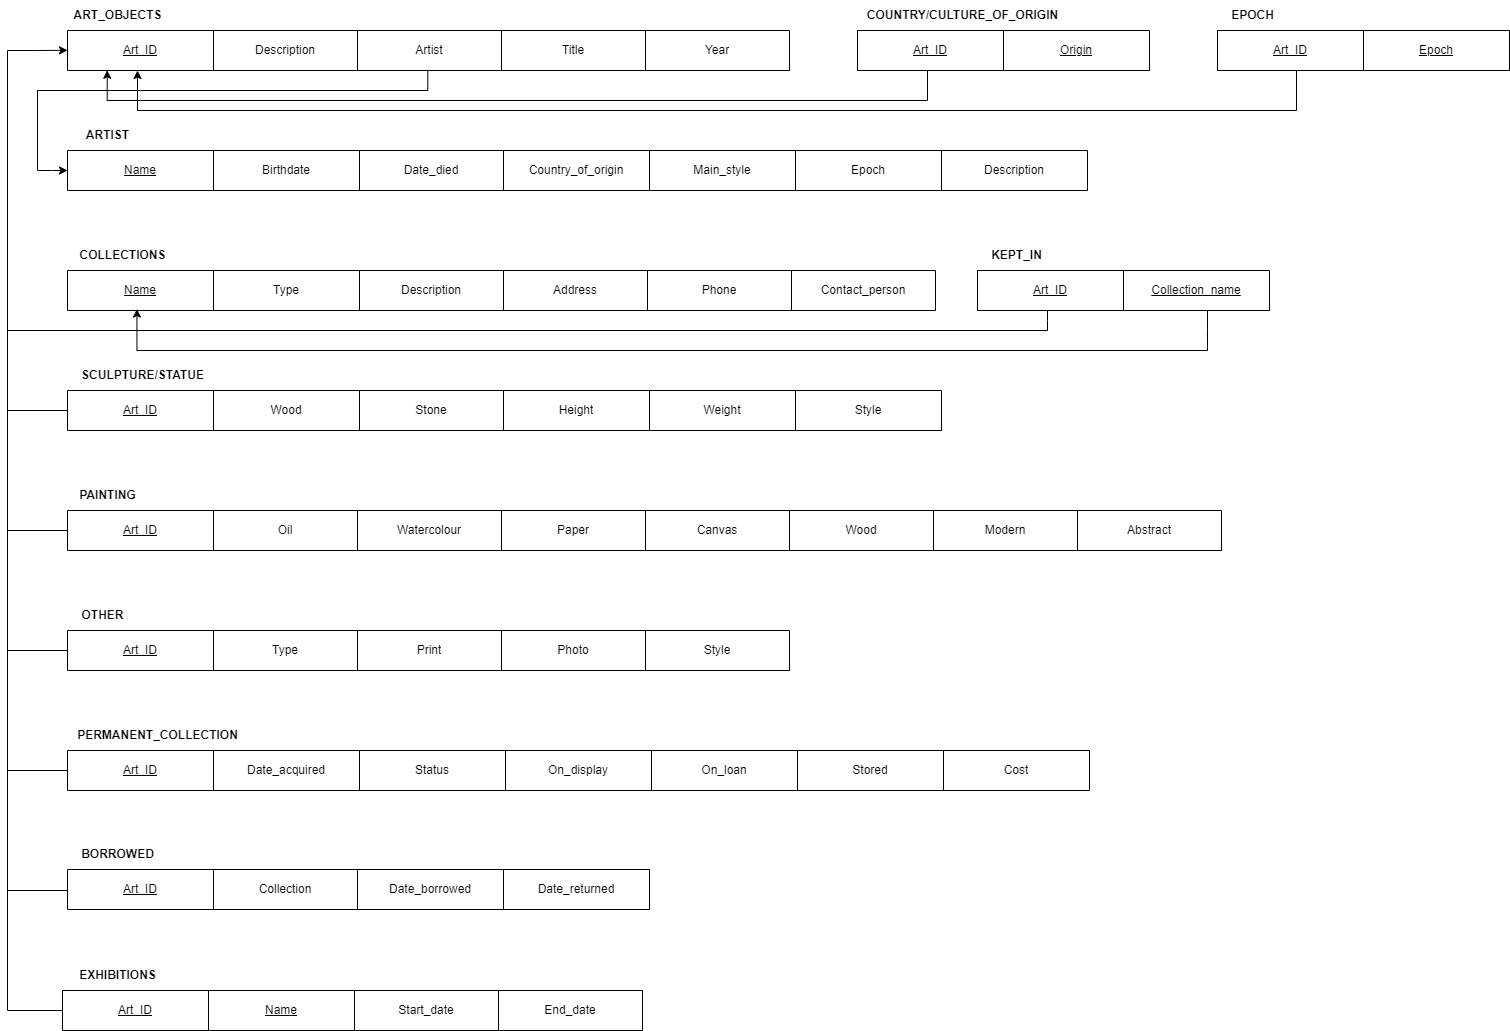 ART_OBJECTS COUNTRY/CULTURE_OF_ORIGIN EPOCH
Art_ID Description Artist Title Year Art_ID Origin Art_ID Epoch
ARTIST
Name Birthdate Date_died Country_of_origin Main_style Epoch Description
COLLECTIONS KEPT_IN
Name Type Description Address Phone Contact_person Art_ID Collection_name
SCULPTURE/STATUE
Art_ID Wood Stone Height Weight Style
PAINTING
Art_ID Oil Watercolour Paper Canvas Wood Modern Abstract
OTHER
Art_ID Type Print Photo Style
PERMANENT_COLLECTION
Art_ID Date_acquired Status On_display On_loan Stored Cost
BORROWED
Art_ID Collection Date_borrowed Date_returned
EXHIBITIONS
Art_ID Name Start_date End_date